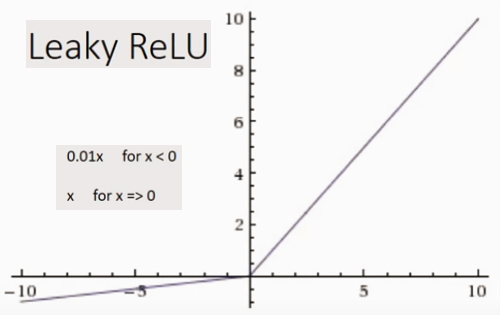 Leaky ReLU
0.01x for x < 0
x for x => 0
10
8
6
4
2
-10 -5 5 10